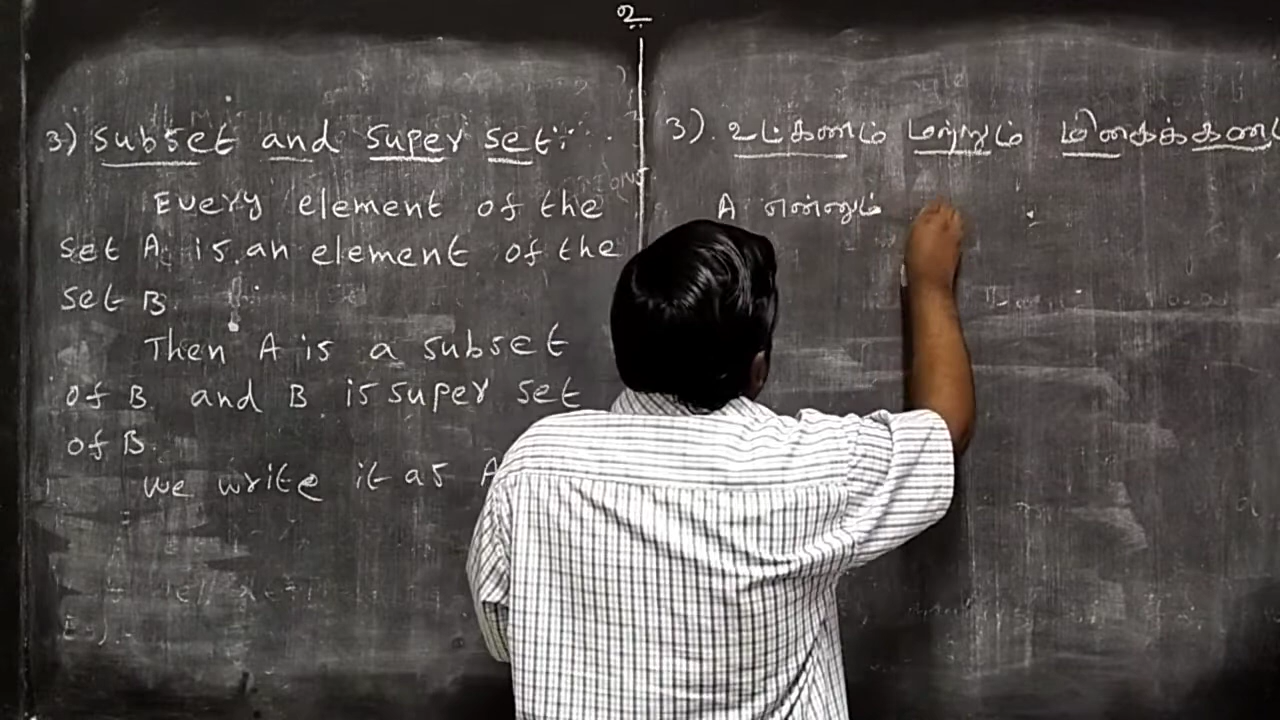 உ
3) subset and super set:
Every element of the
set A is an element of the
set B.
Then A is a subset
of B and B is super set
of B.
We write it as A
3). உட்கணம் மற்றும் மிகைக்கணம்
A என்னும்